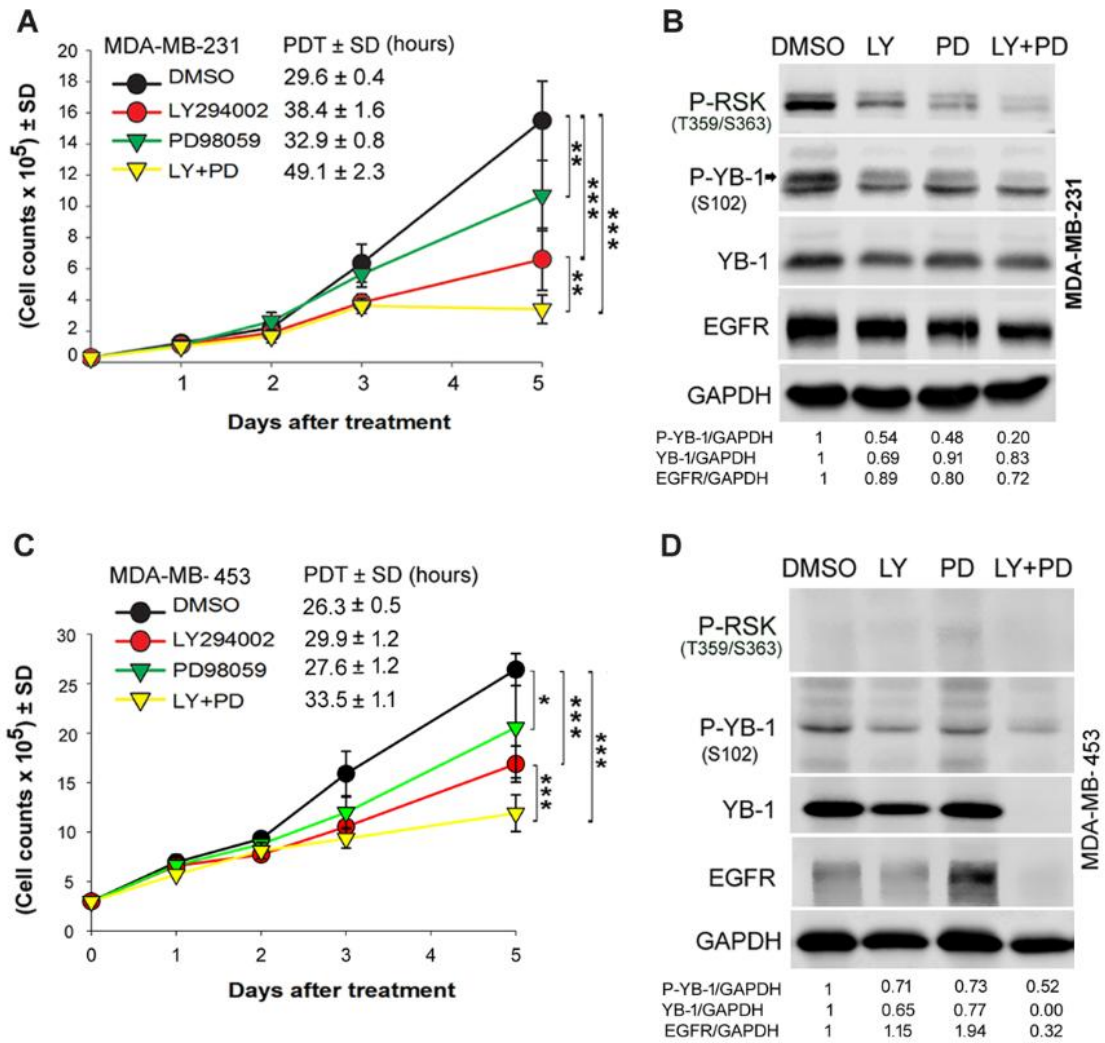 A
MDA-MB-231 PDT ± SD (hours)
DMSO 29.6 ± 0.4
LY294002 38.4 ± 1.6
PD98059 32.9 ± 0.8
LY+PD 49.1 ± 2.3
(Cell counts x 10⁵) ± SD
20
18
16
14
12
10
8
6
4
2
0
**
***
***
**
1 2 3 4 5
Days after treatment
B
DMSO LY PD LY+PD
P-RSK
(T359/S363)
P-YB-1
(S102)
YB-1
EGFR
GAPDH
MDA-MB-231
P-YB-1/GAPDH 1 0.54 0.48 0.20
YB-1/GAPDH 1 0.69 0.91 0.83
EGFR/GAPDH 1 0.89 0.80 0.72
C
MDA-MB- 453 PDT ± SD (hours)
DMSO 26.3 ± 0.5
LY294002 29.9 ± 1.2
PD98059 27.6 ± 1.2
LY+PD 33.5 ± 1.1
(Cell counts x 10⁵) ± SD
30
25
20
15
10
5
0
*
***
***
***
0 1 2 3 4 5
Days after treatment
D
DMSO LY PD LY+PD
P-RSK
(T359/S363)
P-YB-1
(S102)
YB-1
EGFR
GAPDH
MDA-MB- 453
P-YB-1/GAPDH 1 0.71 0.73 0.52
YB-1/GAPDH 1 0.65 0.77 0.00
EGFR/GAPDH 1 1.15 1.94 0.32